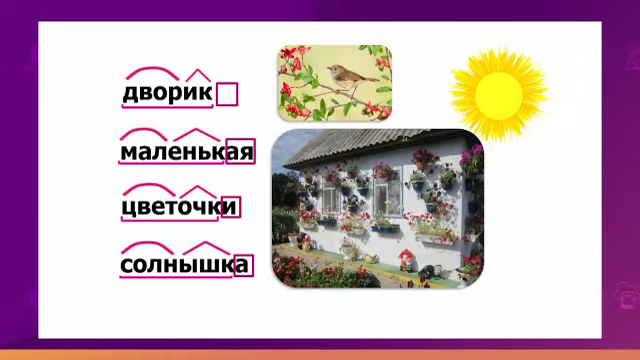 дворик
маленькая
цветочки
солнышка